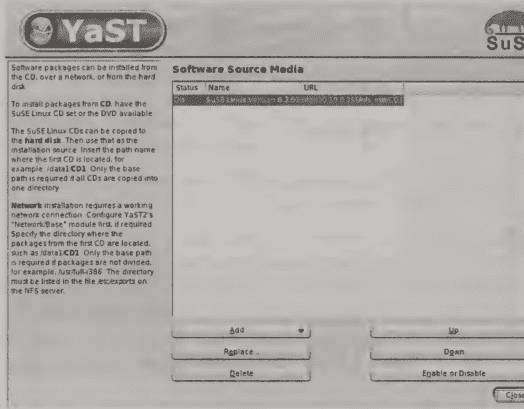 YaST
SuS
Software packages can be installed from
the CD, over a network, or from the hard
disk.
To install packages from CD, have the
SuSE Linux CD set or the DVD available
The SuSE Linux CDs can be copied to
the hard disk. Then use that as the
installation source. Insert the path name
where the first CD is located, for
example, /data1/CD1. Only the base
path is required if all CDs are copied into
one directory
Network installation requires a working
network connection. Configure YaST2's
"Network/Base" module first, if required
Specify the directory where the
packages from the first CD are located,
such as /data1/CD1. Only the base path
is required if packages are not divided,
for example, /usr/full-i386. The directory
must be listed in the file /etc/exports on
the NFS server.
Software Source Media
Status Name URL
On SuSE Linux Version
Add
Up
Replace...
Down
Delete
Enable or Disable
Close